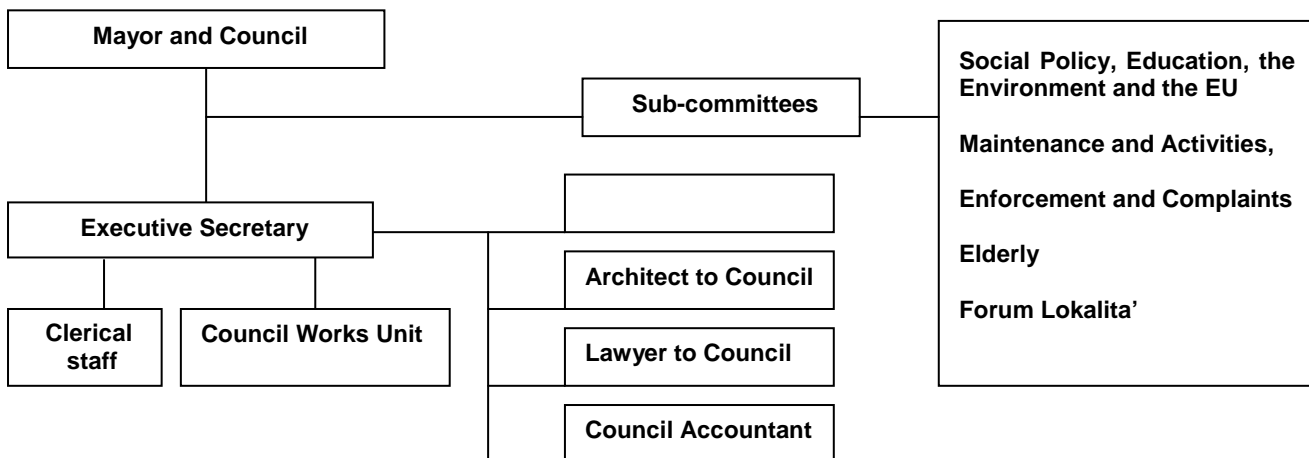 Mayor and Council
Sub-committees
Social Policy, Education, the
Environment and the EU
Maintenance and Activities,
Enforcement and Complaints
Elderly
Forum Lokalita’
Executive Secretary
Architect to Council
Clerical
staff
Council Works Unit
Lawyer to Council
Council Accountant